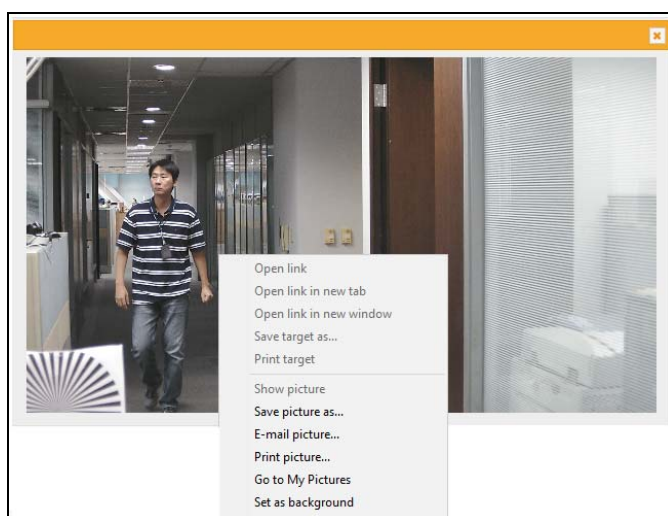 Open link
Open link in new tab
Open link in new window
Save target as...
Print target
Show picture
Save picture as...
E-mail picture...
Print picture...
Go to My Pictures
Set as background